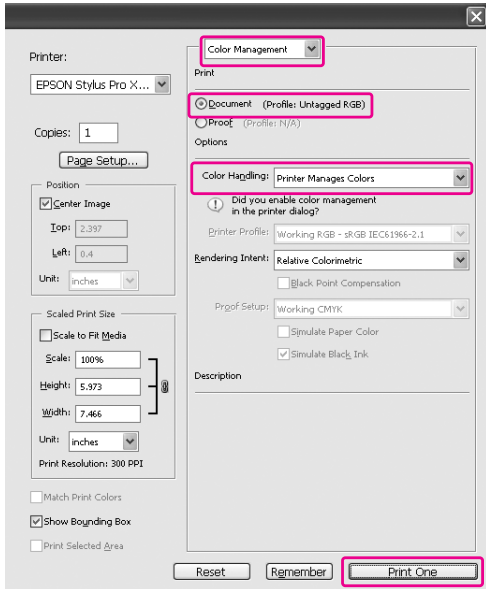 Printer:
EPSON Stylus Pro X...
Copies: 1
Page Setup...
Position
Center Image
Top: 2.397
Left: 0.4
Unit: inches
Scaled Print Size
Scale to Fit Media
Scale: 100%
Height: 5.973
Width: 7.466
Unit: inches
Print Resolution: 300 PPI
Match Print Colors
Show Bounding Box
Print Selected Area
Color Management
Print
Document (Profile: Untagged RGB)
Proof (Profile: N/A)
Options
Color Handling: Printer Manages Colors
Did you enable color management
in the printer dialog?
Printer Profile: Working RGB - sRGB IEC61966-2.1
Rendering Intent: Relative Colorimetric
Black Point Compensation
Proof Setup: Working CMYK
Simulate Paper Color
Simulate Black Ink
Description
Reset Remember Print One